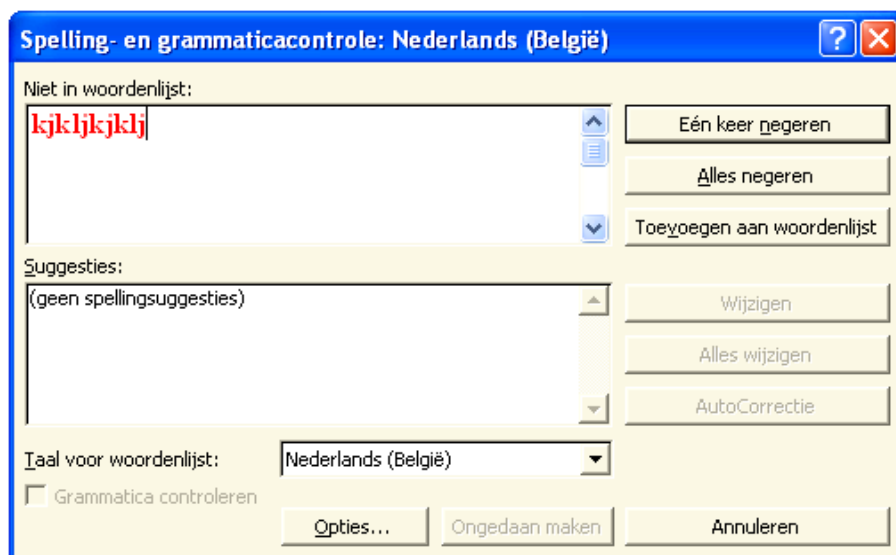 Spelling- en grammaticacontrole: Nederlands (België)
Niet in woordenlijst:
kjkljkjklj
Eén keer negeren
Alles negeren
Toevoegen aan woordenlijst
Suggesties:
(geen spellingsuggesties)
Wijzigen
Alles wijzigen
AutoCorrectie
Taal voor woordenlijst:
Nederlands (België)
Grammatica controleren
Opties...
Ongedaan maken
Annuleren